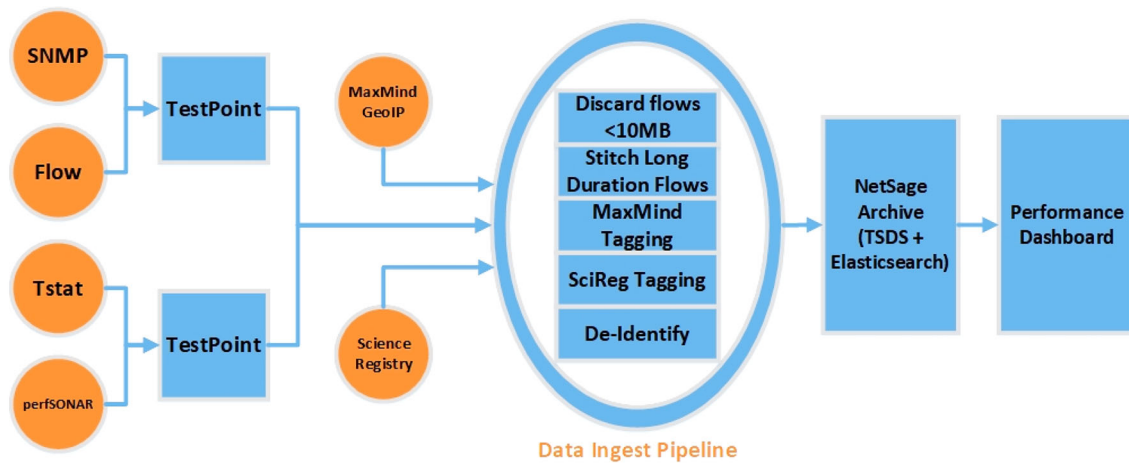 SNMP
Flow
TestPoint
Tstat
perfSONAR
TestPoint
MaxMind
GeoIP
Science
Registry
Discard flows
<10MB
Stitch Long
Duration Flows
MaxMind
Tagging
SciReg Tagging
De-Identify
Data Ingest Pipeline
NetSage
Archive
(TSDS +
Elasticsearch)
Performance
Dashboard